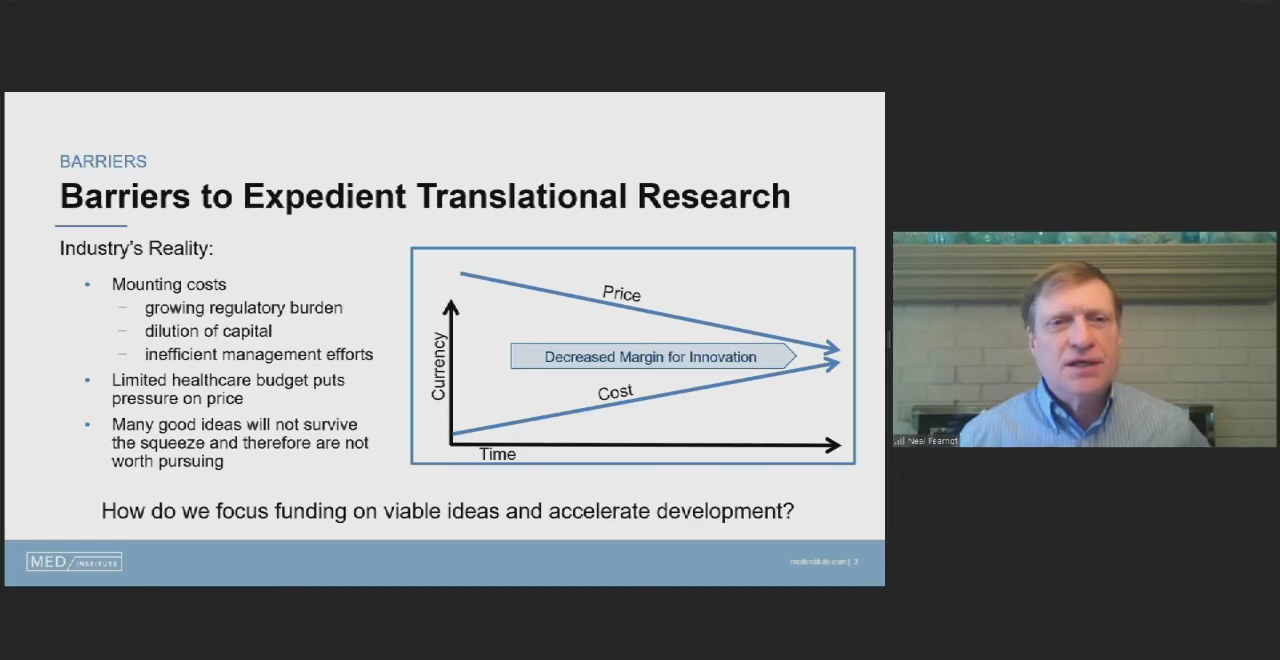 BARRIERS
Barriers to Expedient Translational Research
Industry's Reality:
• Mounting costs
– growing regulatory burden
– dilution of capital
– inefficient management efforts
• Limited healthcare budget puts
pressure on price
• Many good ideas will not survive
the squeeze and therefore are not
worth pursuing
Price
Currency
Decreased Margin for Innovation
Cost
Time
How do we focus funding on viable ideas and accelerate development?
MED/INSTITUTE
medinstitute.com | 3
Neal Fearnot